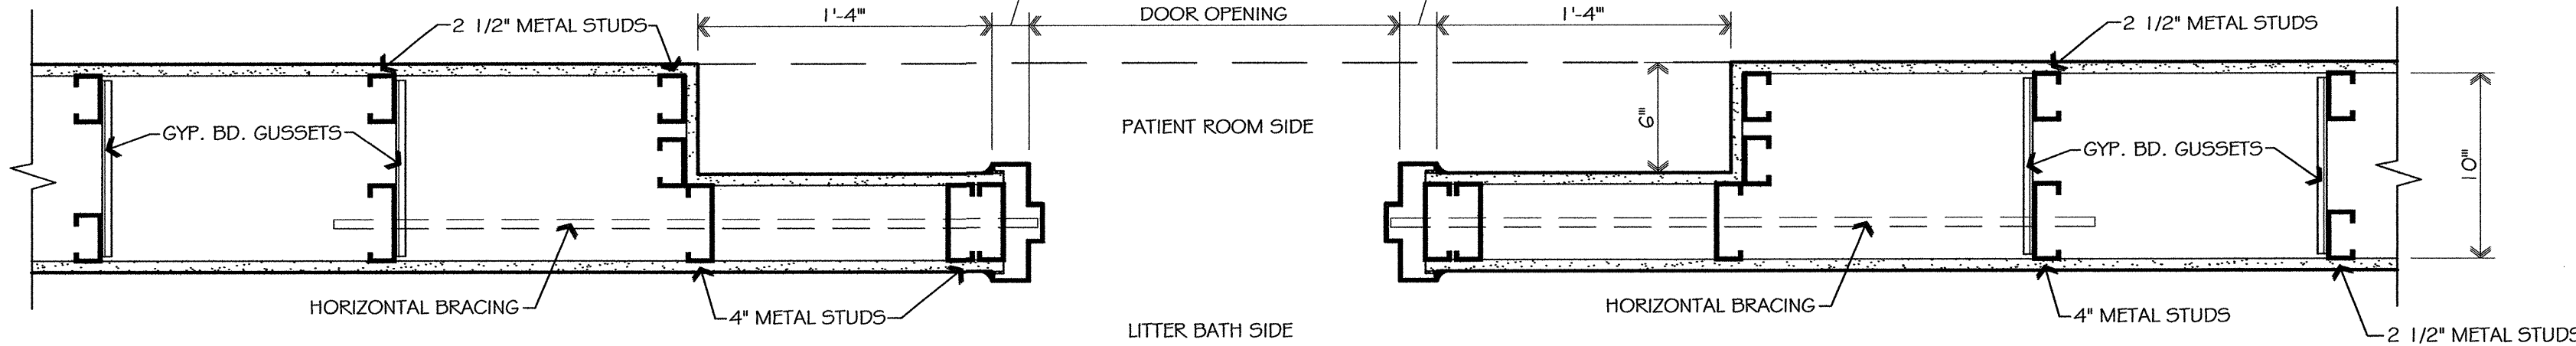 1'-4"
DOOR OPENING
1'-4"
2 1/2" METAL STUDS
2 1/2" METAL STUDS
6"
PATIENT ROOM SIDE
GYP. BD. GUSSETS
GYP. BD. GUSSETS
10"
HORIZONTAL BRACING
HORIZONTAL BRACING
4" METAL STUDS
4" METAL STUDS
LITTER BATH SIDE
2 1/2" METAL STUDS